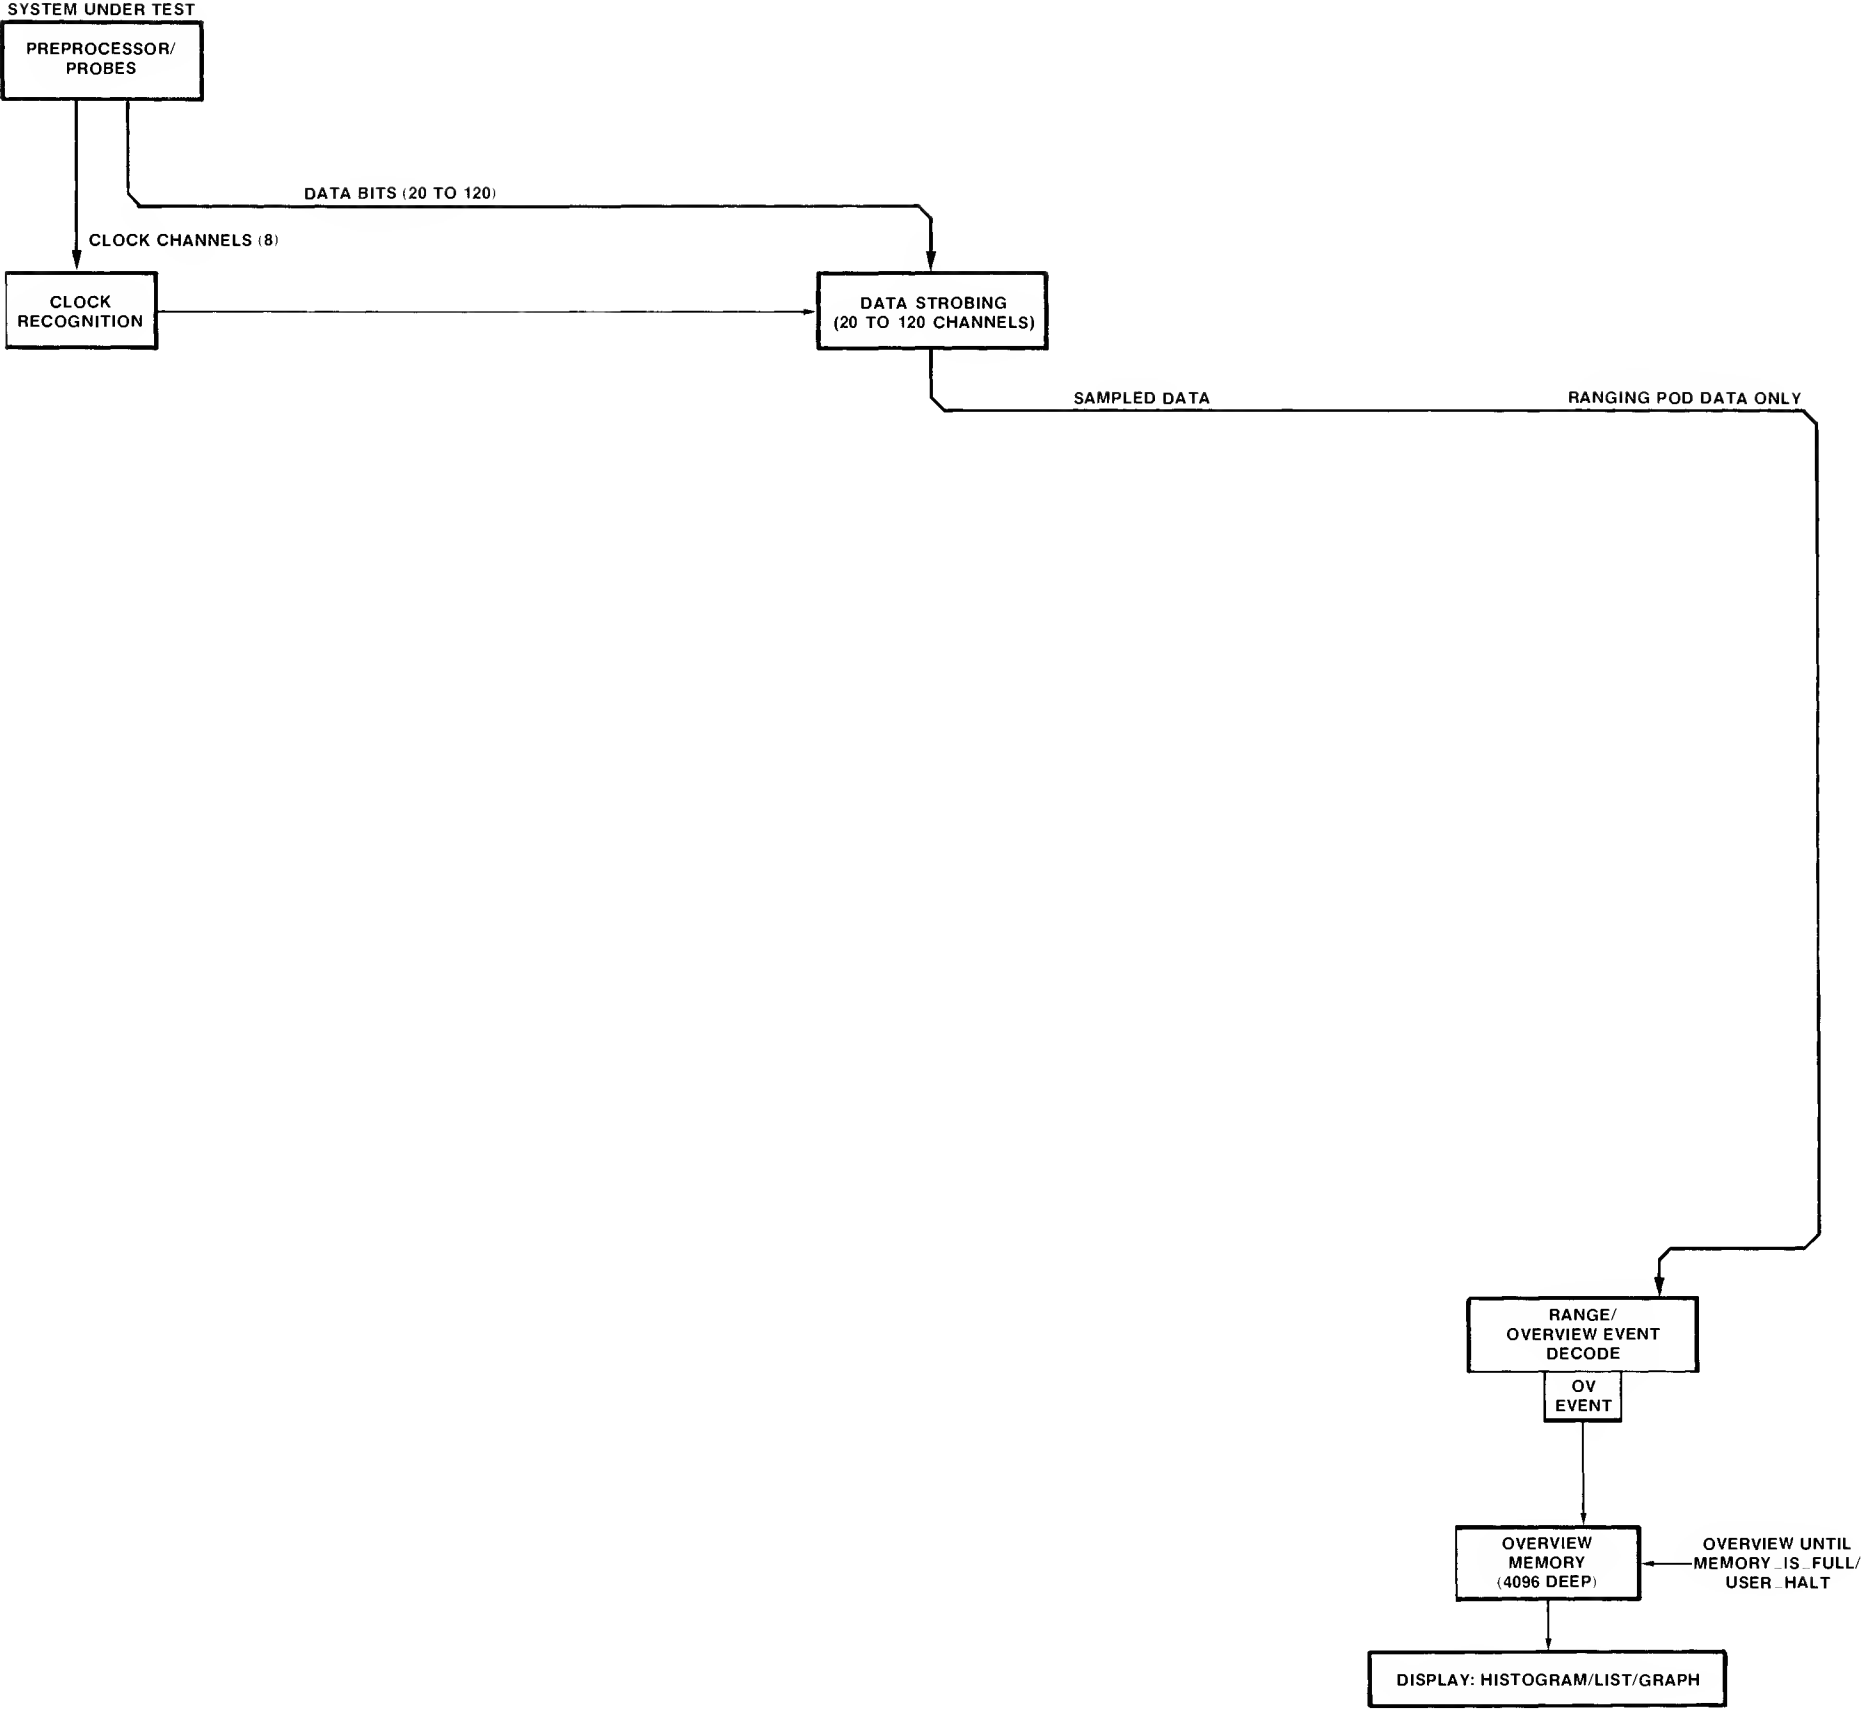 SYSTEM UNDER TEST
PREPROCESSOR/
PROBES
DATA BITS (20 TO 120)
CLOCK CHANNELS (8)
CLOCK
RECOGNITION
DATA STROBING
(20 TO 120 CHANNELS)
SAMPLED DATA
RANGING POD DATA ONLY
RANGE/
OVERVIEW EVENT
DECODE
OV
EVENT
OVERVIEW
MEMORY
(4096 DEEP)
OVERVIEW UNTIL
MEMORY_IS_FULL/
USER_HALT
DISPLAY: HISTOGRAM/LIST/GRAPH